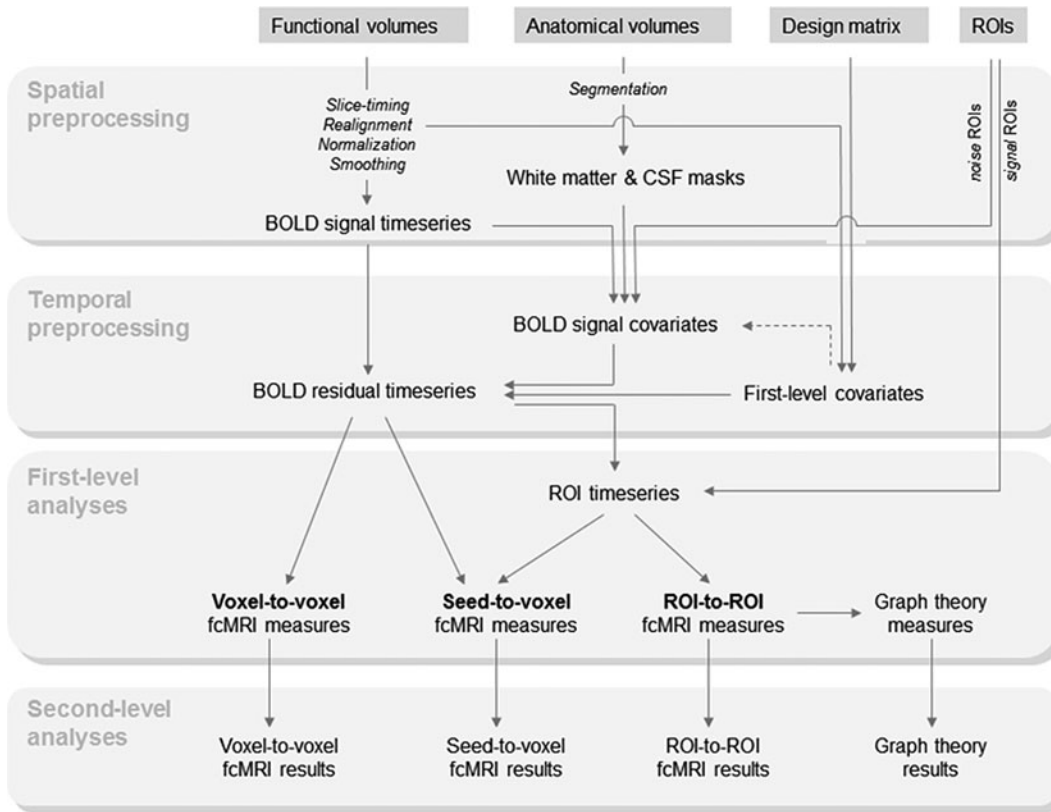 Functional volumes
Anatomical volumes
Design matrix
ROIs
Spatial
preprocessing
Slice-timing
Realignment
Normalization
Smoothing
Segmentation
noise ROIs
signal ROIs
White matter & CSF masks
BOLD signal timeseries
Temporal
preprocessing
BOLD signal covariates
BOLD residual timeseries
First-level covariates
First-level
analyses
ROI timeseries
Voxel-to-voxel
fcMRI measures
Seed-to-voxel
fcMRI measures
ROI-to-ROI
fcMRI measures
Graph theory
measures
Second-level
analyses
Voxel-to-voxel
fcMRI results
Seed-to-voxel
fcMRI results
ROI-to-ROI
fcMRI results
Graph theory
results